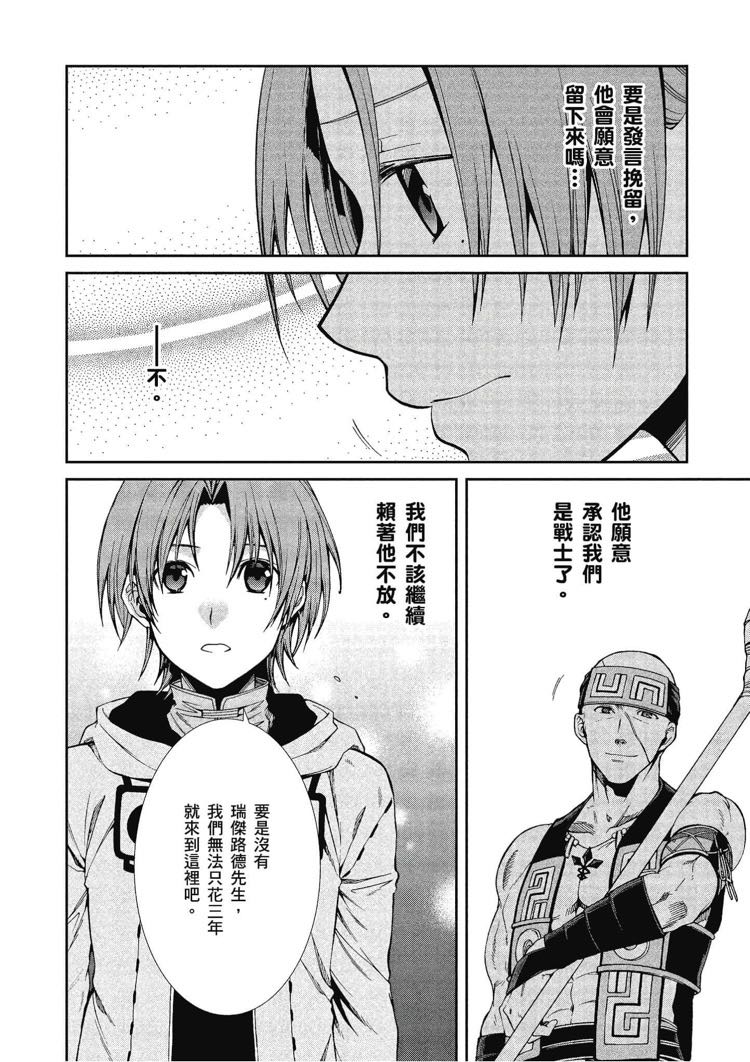 要是發言挽留，
他會願意
留下來嗎…
——不。
他願意
承認我們
是戰士了。
我們不該繼續
賴著他不放。
要是沒有
瑞傑路德先生，
我們無法只花三年
就來到這裡吧。